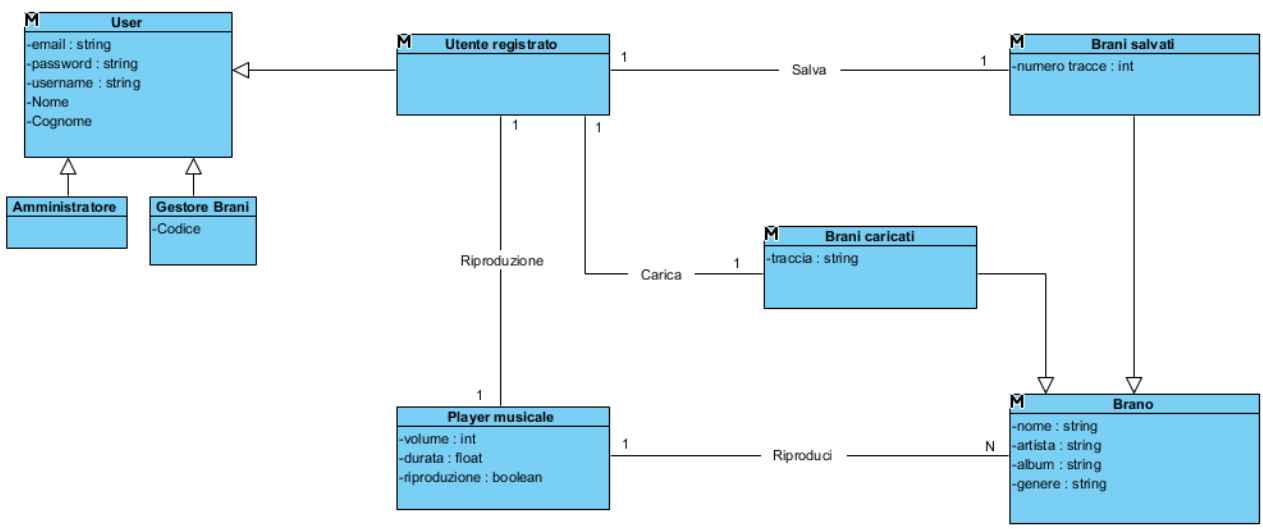 M
User
-email : string
-password : string
-username : string
-Nome
-Cognome
Amministratore
Gestore Brani
-Codice
M
Utente registrato
1
Salva
1
M
Brani salvati
-numero tracce : int
1
1
Riproduzione
Carica
1
M
Brani caricati
-traccia : string
1
Player musicale
-volume : int
-durata : float
-riproduzione : boolean
1
Riproduci
N
M
Brano
-nome : string
-artista : string
-album : string
-genere : string